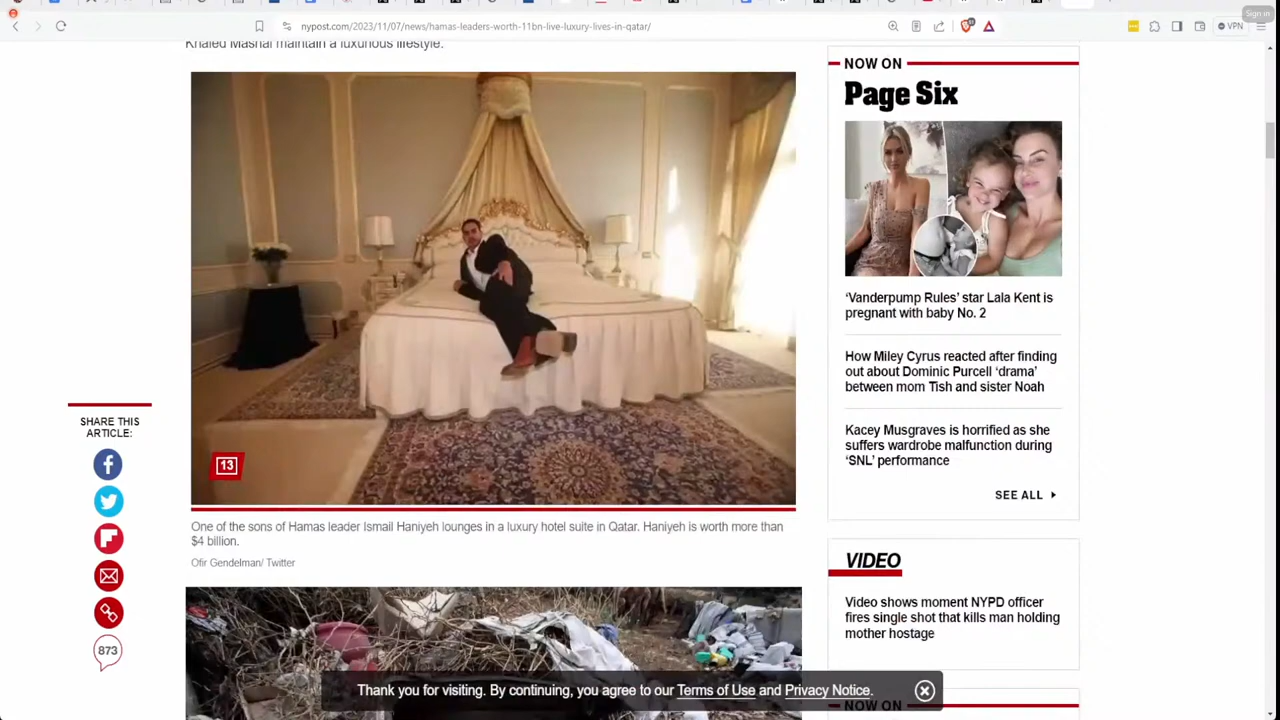 Sign in
nypost.com/2023/11/07/news/hamas-leaders-worth-11bn-live-luxury-lives-in-qatar/
VPN
Khaled Mashal maintain a luxurious lifestyle.
13
One of the sons of Hamas leader Ismail Haniyeh lounges in a luxury hotel suite in Qatar. Haniyeh is worth more than
$4 billion.
Ofir Gendelman/ Twitter
SHARE THIS
ARTICLE:
873
NOW ON
Page Six
‘Vanderpump Rules’ star Lala Kent is
pregnant with baby No. 2
How Miley Cyrus reacted after finding
out about Dominic Purcell ‘drama’
between mom Tish and sister Noah
Kacey Musgraves is horrified as she
suffers wardrobe malfunction during
‘SNL’ performance
SEE ALL
VIDEO
Video shows moment NYPD officer
fires single shot that kills man holding
mother hostage
NOW ON
Thank you for visiting. By continuing, you agree to our Terms of Use and Privacy Notice.